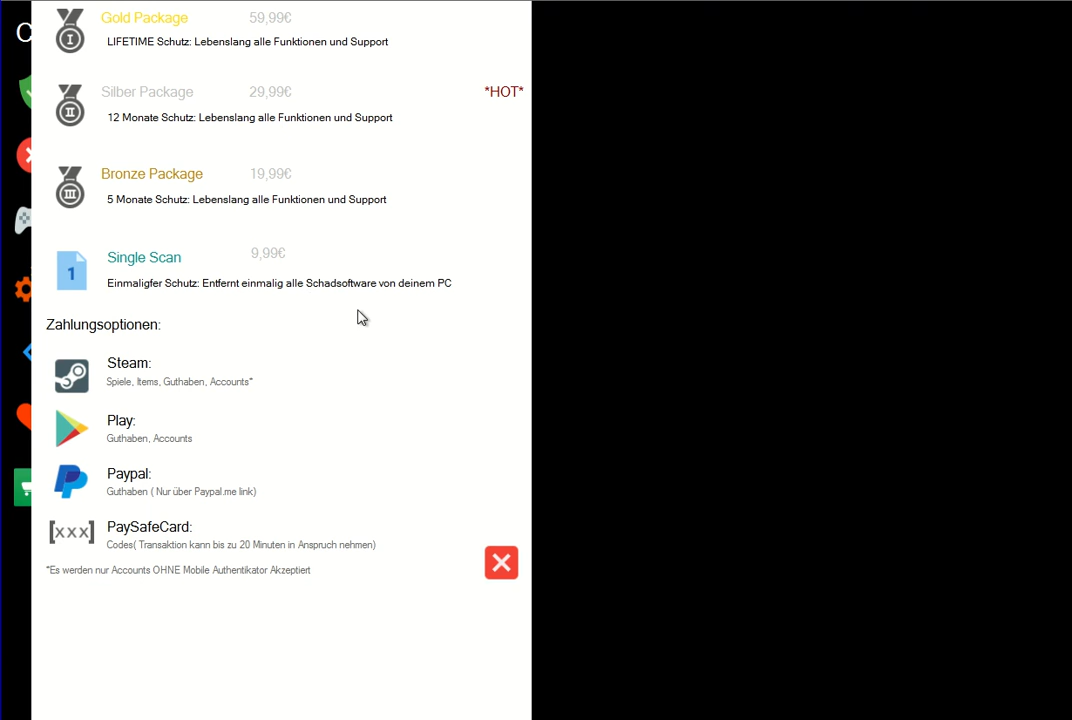 C
Gold Package 59,99€
LIFETIME Schutz: Lebenslang alle Funktionen und Support
Silber Package 29,99€ *HOT*
12 Monate Schutz: Lebenslang alle Funktionen und Support
Bronze Package 19,99€
5 Monate Schutz: Lebenslang alle Funktionen und Support
Single Scan 9,99€
1
Einmaligfer Schutz: Entfernt einmalig alle Schadsoftware von deinem PC
Zahlungsoptionen:
Steam:
Spiele, Items, Guthaben, Accounts*
Play:
Guthaben, Accounts
Paypal:
Guthaben ( Nur über Paypal.me link)
[xxx] PaySafeCard:
Codes( Transaktion kann bis zu 20 Minuten in Anspruch nehmen)
*Es werden nur Accounts OHNE Mobile Authentikator Akzeptiert